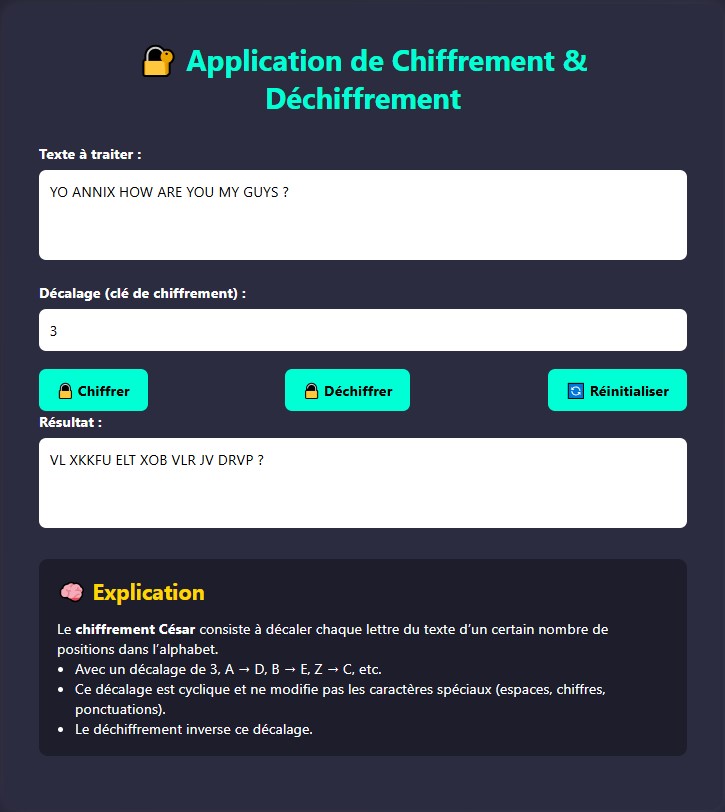 Application de Chiffrement &
Déchiffrement
Texte à traiter :
YO ANNIX HOW ARE YOU MY GUYS ?
Décalage (clé de chiffrement) :
3
Chiffrer
Déchiffrer
Réinitialiser
Résultat :
VL XKKFU ELT XOB VLR JV DRVP ?
Explication
Le chiffrement César consiste à décaler chaque lettre du texte d'un certain nombre de
positions dans l'alphabet.
• Avec un décalage de 3, A → D, B → E, Z → C, etc.
• Ce décalage est cyclique et ne modifie pas les caractères spéciaux (espaces, chiffres,
ponctuations).
• Le déchiffrement inverse ce décalage.